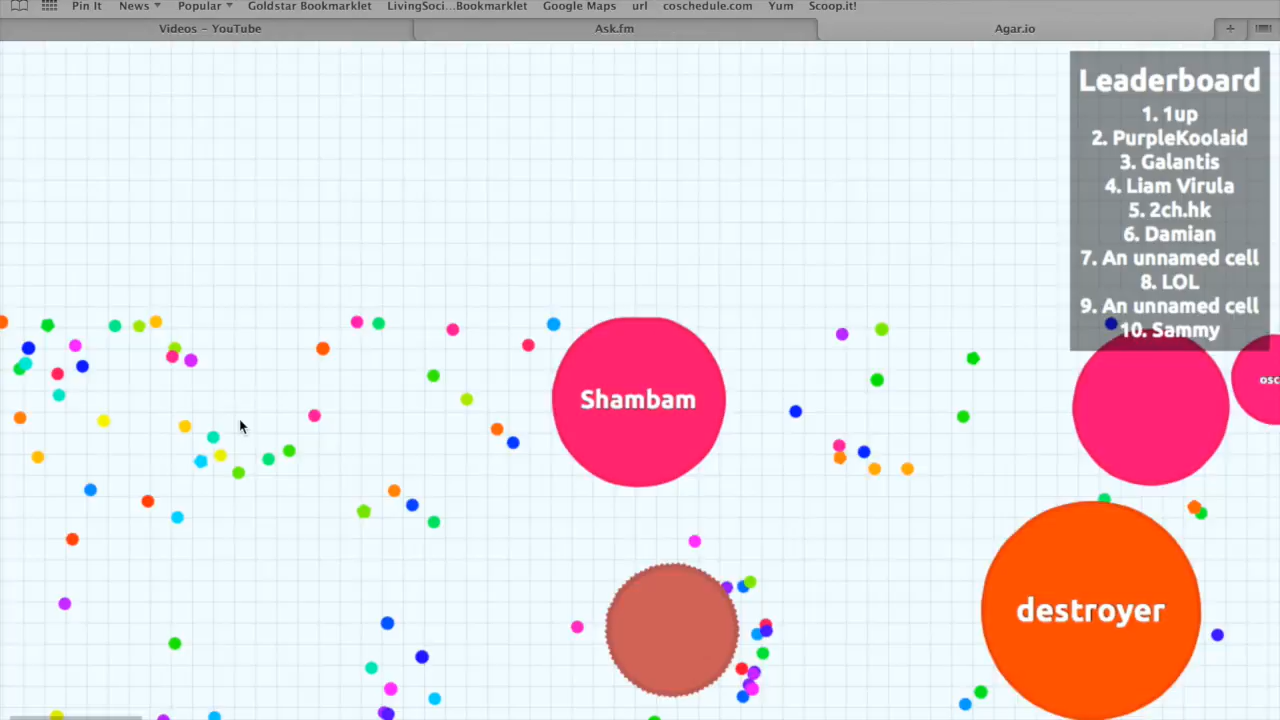 Pin It News Popular Goldstar Bookmarklet LivingSoci...Bookmarklet Google Maps url coschedule.com Yum Scoop.it!
Videos – YouTube Ask.fm Agar.io +
Leaderboard
1. 1up
2. PurpleKoolaid
3. Galantis
4. Liam Virula
5. 2ch.hk
6. Damian
7. An unnamed cell
8. LOL
9. An unnamed cell
10. Sammy
osc
Shambam
destroyer